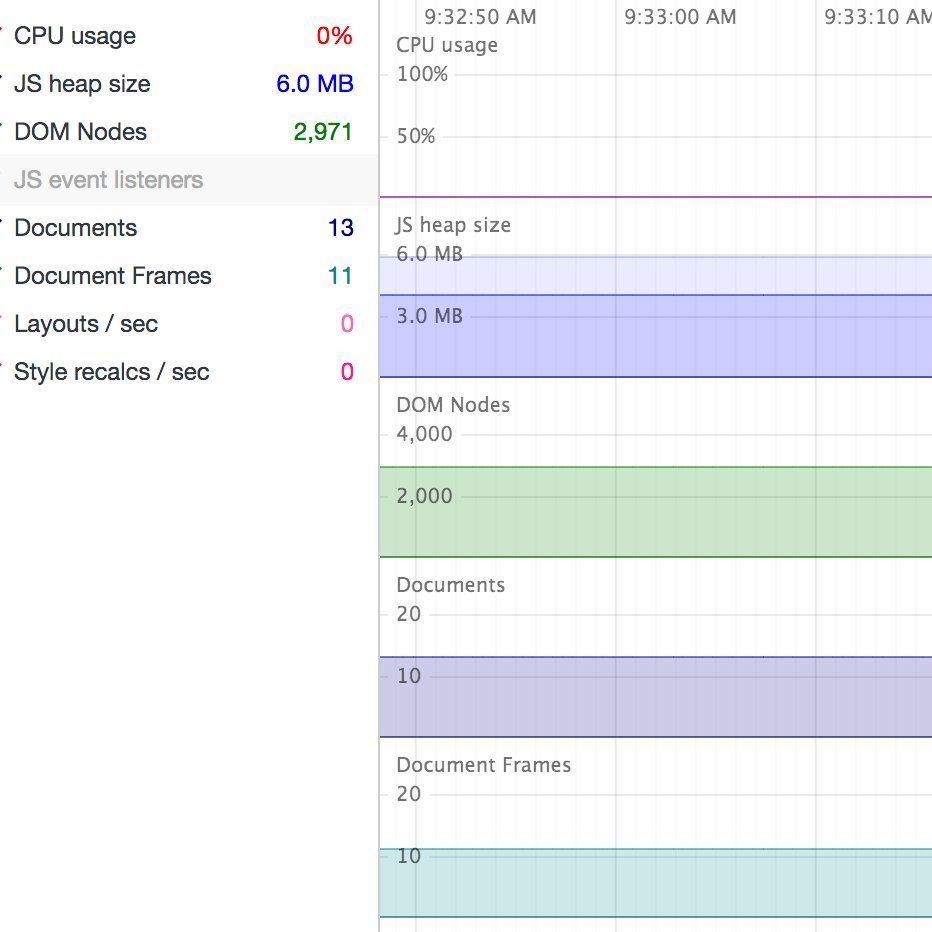 CPU usage 0%
JS heap size 6.0 MB
DOM Nodes 2,971
JS event listeners
Documents 13
Document Frames 11
Layouts / sec 0
Style recalcs / sec 0
9:32:50 AM 9:33:00 AM 9:33:10 AM
CPU usage
100%
50%
JS heap size
6.0 MB
3.0 MB
DOM Nodes
4,000
2,000
Documents
20
10
Document Frames
20
10